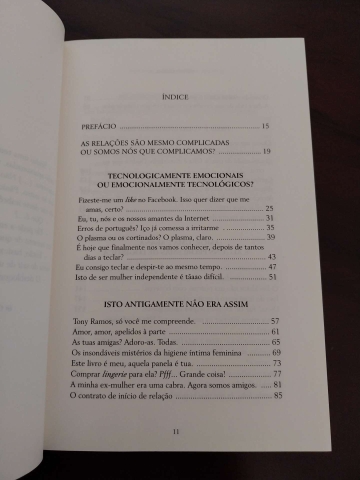 ÍNDICE
PREFÁCIO ........ 15
AS RELAÇÕES SÃO MESMO COMPLICADAS
OU SOMOS NÓS QUE COMPLICAMOS? ........ 19
TECNOLOGICAMENTE EMOCIONAIS
OU EMOCIONALMENTE TECNOLÓGICOS?
Fizeste-me um like no Facebook. Isso quer dizer que me
amas, certo? ........ 25
Eu, tu, nós e os nossos amantes da Internet ........ 31
Erros de português? Iço já comessa a irritarme ........ 35
O plasma ou os cortinados? O plasma, claro. ........ 39
É hoje que finalmente nos vamos conhecer, depois de tantos
dias a teclar? ........ 43
Eu consigo teclar e despir-te ao mesmo tempo. ........ 47
Isto de ser mulher independente é tãaao difícil. ........ 51
ISTO ANTIGAMENTE NÃO ERA ASSIM
Tony Ramos, só você me compreende. ........ 57
Amor, amor, apelidos à parte ........ 61
As tuas amigas? Adoro-as. Todas. ........ 65
Os insondáveis mistérios da higiene íntima feminina ........ 69
Este livro é meu, aquela panela é tua. ........ 73
Comprar lingerie para ela? Pfff... Grande coisa! ........ 77
A minha ex-mulher era uma cabra. Agora somos amigos. ........ 81
O contrato de início de relação ........ 85
11